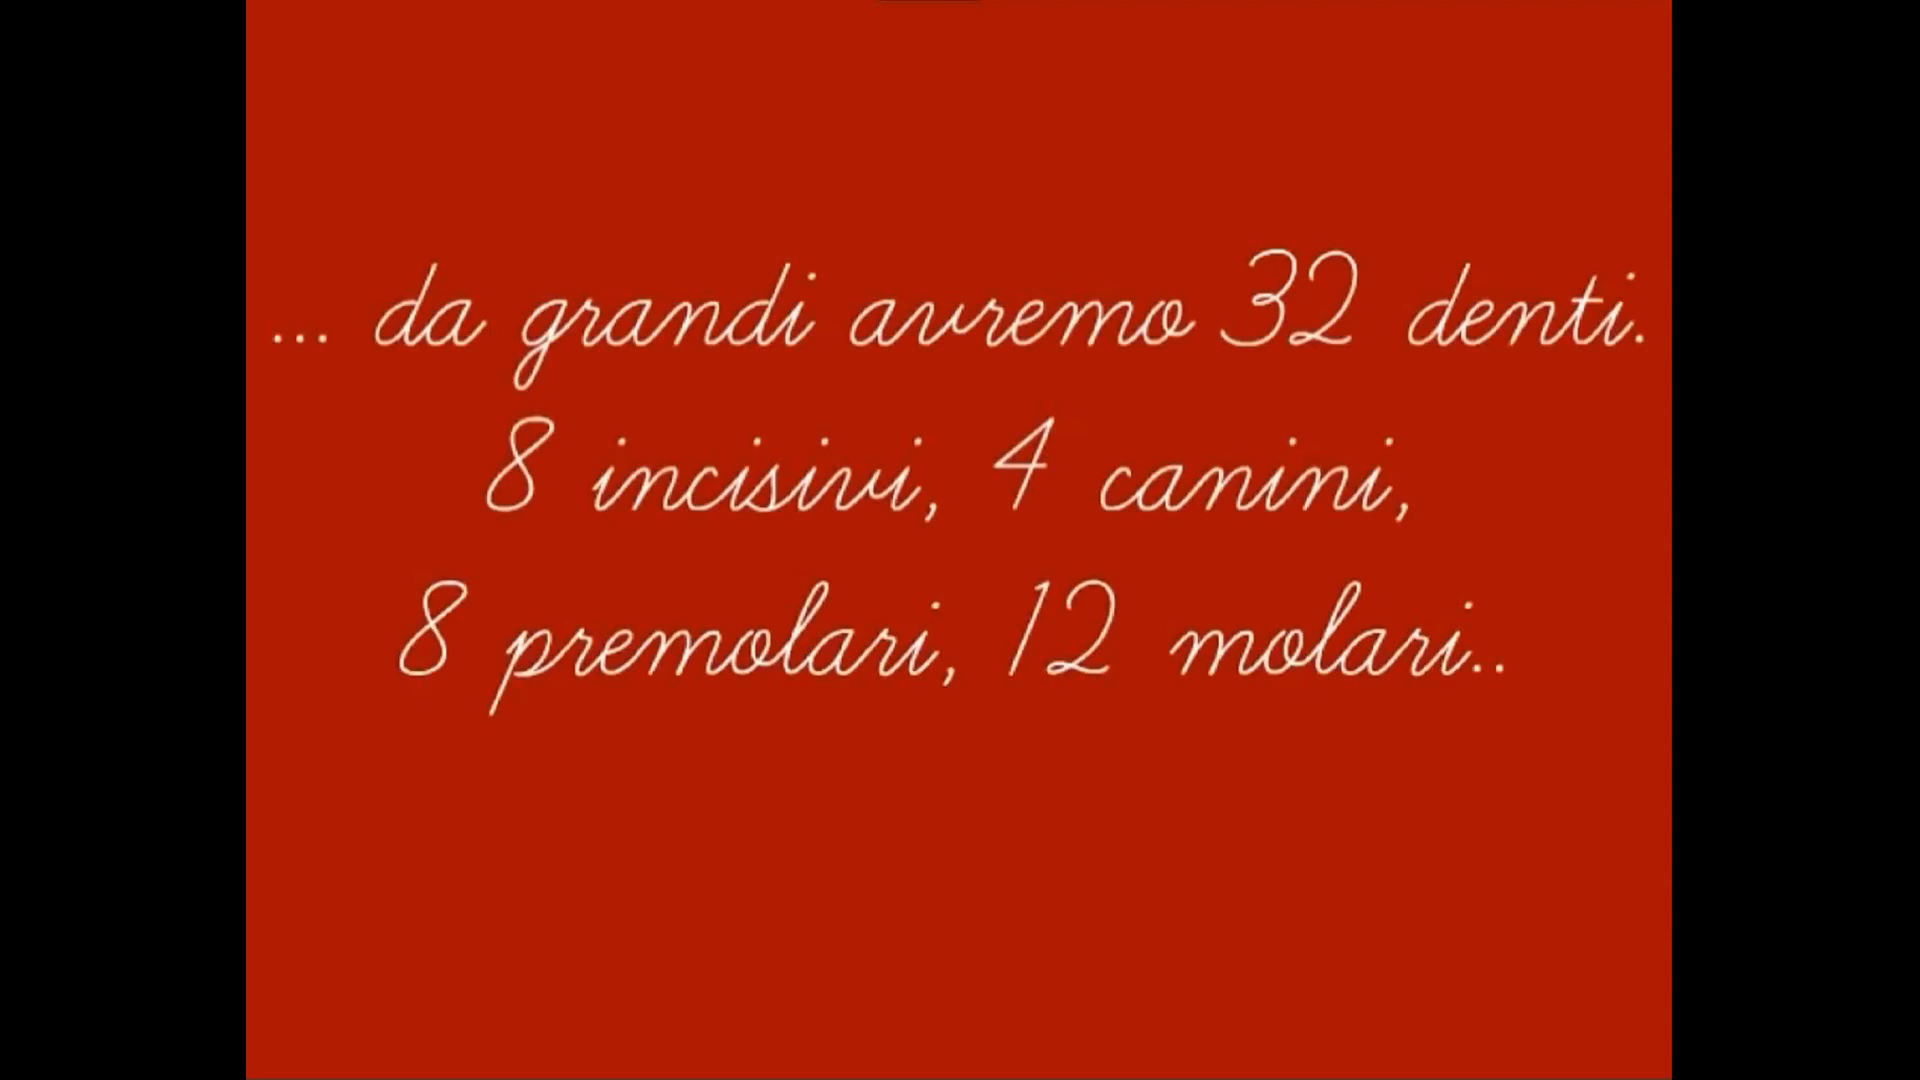 ... da grandi avremo 32 denti.
8 incisivi, 4 canini,
8 premolari, 12 molari..